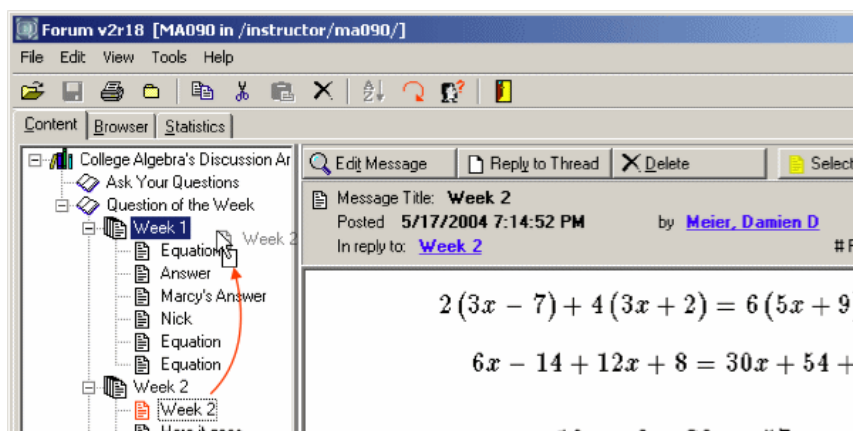 Forum v2r18 [MA090 in /instructor/ma090/]
File Edit View Tools Help
Content Browser Statistics
College Algebra's Discussion Ar
Ask Your Questions
Question of the Week
Week 1
Week 2
Equations
Answer
Marcy's Answer
Nick
Equation
Equation
Week 2
Week 2
Edit Message Reply to Thread Delete Select
Message Title: Week 2
Posted 5/17/2004 7:14:52 PM by Meier, Damien D
In reply to: Week 2 # F
2(3x − 7) + 4(3x + 2) = 6(5x + 9)
6x − 14 + 12x + 8 = 30x + 54 +